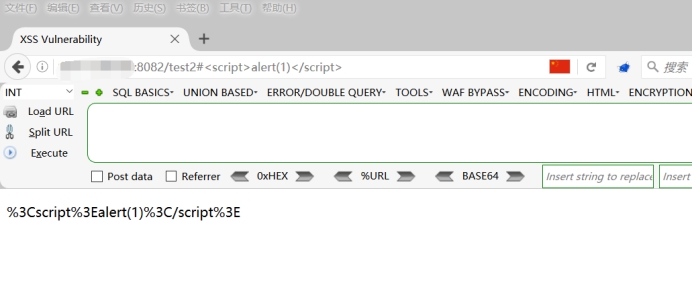 文件(F) 编辑(E) 查看(V) 历史(S) 书签(B) 工具(T) 帮助(H)
XSS Vulnerability
:8082/test2#<script>alert(1)</script> 搜索
INT SQL BASICS UNION BASED ERROR/DOUBLE QUERY TOOLS WAF BYPASS ENCODING HTML ENCRYPTION
Load URL
Split URL
Execute
Post data Referrer 0xHEX %URL BASE64 Insert string to replace Insert
%3Cscript%3Ealert(1)%3C/script%3E